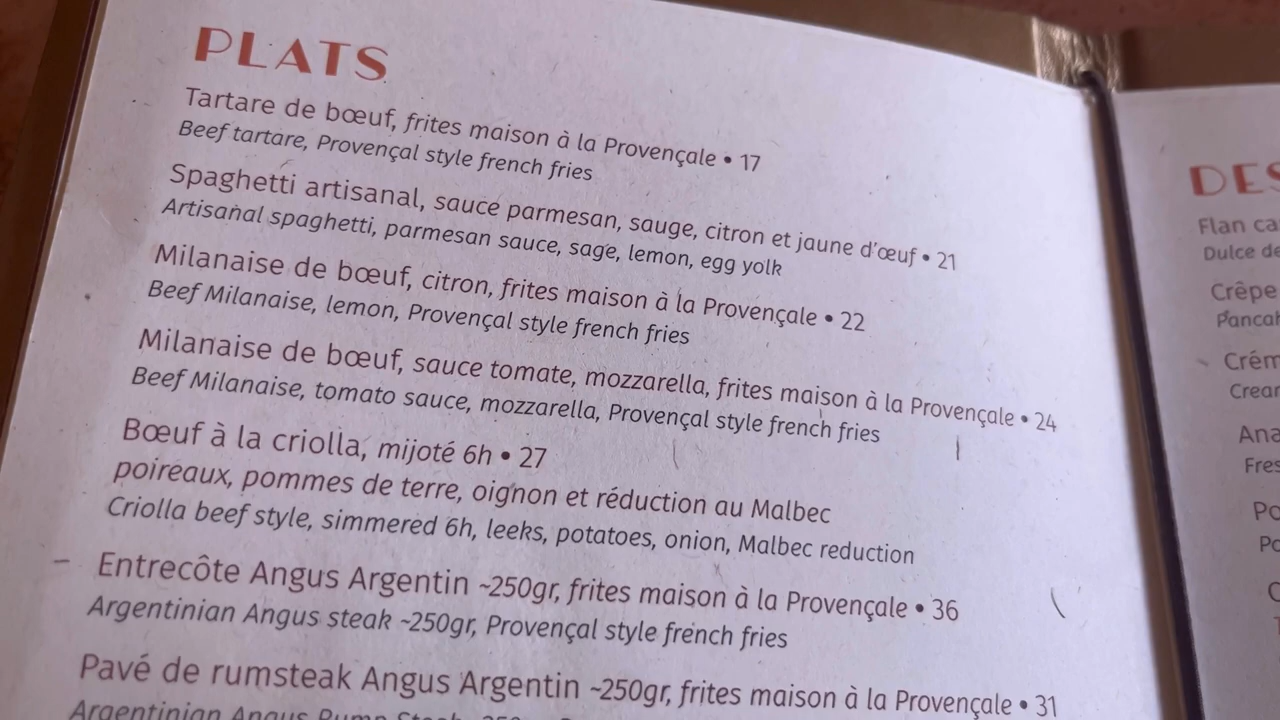 PLATS
Tartare de bœuf, frites maison à la Provençale • 17
Beef tartare, Provençal style french fries
Spaghetti artisanal, sauce parmesan, sauge, citron et jaune d'œuf • 21
Artisanal spaghetti, parmesan sauce, sage, lemon, egg yolk
Milanaise de bœuf, citron, frites maison à la Provençale • 22
Beef Milanaise, lemon, Provençal style french fries
Milanaise de bœuf, sauce tomate, mozzarella, frites maison à la Provençale • 24
Beef Milanaise, tomato sauce, mozzarella, Provençal style french fries
Bœuf à la criolla, mijoté 6h • 27
poireaux, pommes de terre, oignon et réduction au Malbec
Criolla beef style, simmered 6h, leeks, potatoes, onion, Malbec reduction
Entrecôte Angus Argentin ~250gr, frites maison à la Provençale • 36
Argentinian Angus steak ~250gr, Provençal style french fries
Pavé de rumsteak Angus Argentin ~250gr, frites maison à la Provençale • 31
Argentinian Angus Rump Steak
Flan
Dulce
Crêpe